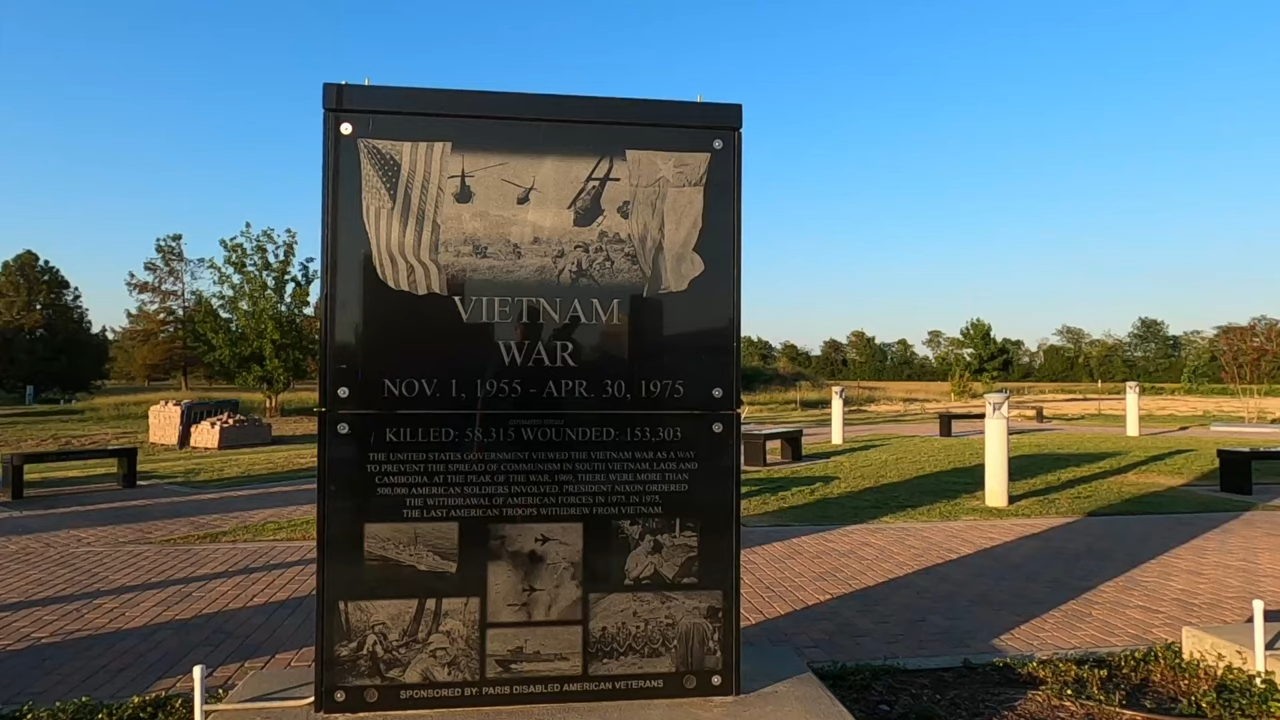 VIETNAM
WAR
NOV. 1, 1955 - APR. 30, 1975
KILLED: 58,315 WOUNDED: 153,303
THE UNITED STATES GOVERNMENT VIEWED THE VIETNAM WAR AS A WAY
TO PREVENT THE SPREAD OF COMMUNISM IN SOUTH VIETNAM, LAOS AND
CAMBODIA. AT THE PEAK OF THE WAR, 1969, THERE WERE MORE THAN
500,000 AMERICAN SOLDIERS INVOLVED. PRESIDENT NIXON ORDERED
THE WITHDRAWAL OF AMERICAN FORCES IN 1973. IN 1975,
THE LAST AMERICAN TROOPS WITHDREW FROM VIETNAM.
SPONSORED BY: PARIS DISABLED AMERICAN VETERANS